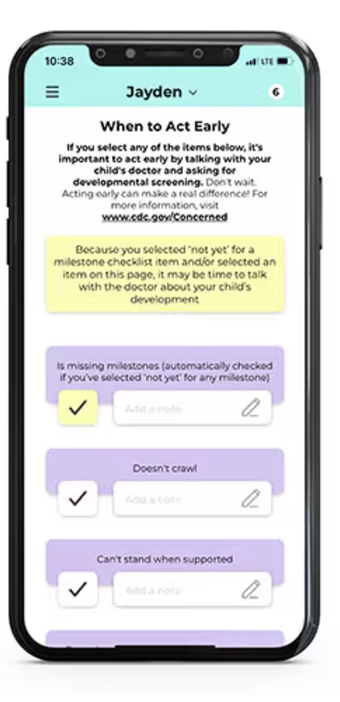 10:38
LTE
Jayden
6
When to Act Early
If you select any of the items below, it's
important to act early by talking with your
child's doctor and asking for
developmental screening. Don't wait.
Acting early can make a real difference! For
more information, visit
www.cdc.gov/Concerned
Because you selected 'not yet' for a
milestone checklist item and/or selected an
item on this page, it may be time to talk
with the doctor about your child's
development
Is missing milestones (automatically checked
if you've selected 'not yet' for any milestone)
Add a note
Doesn't crawl
Add a note
Can't stand when supported
Add a note